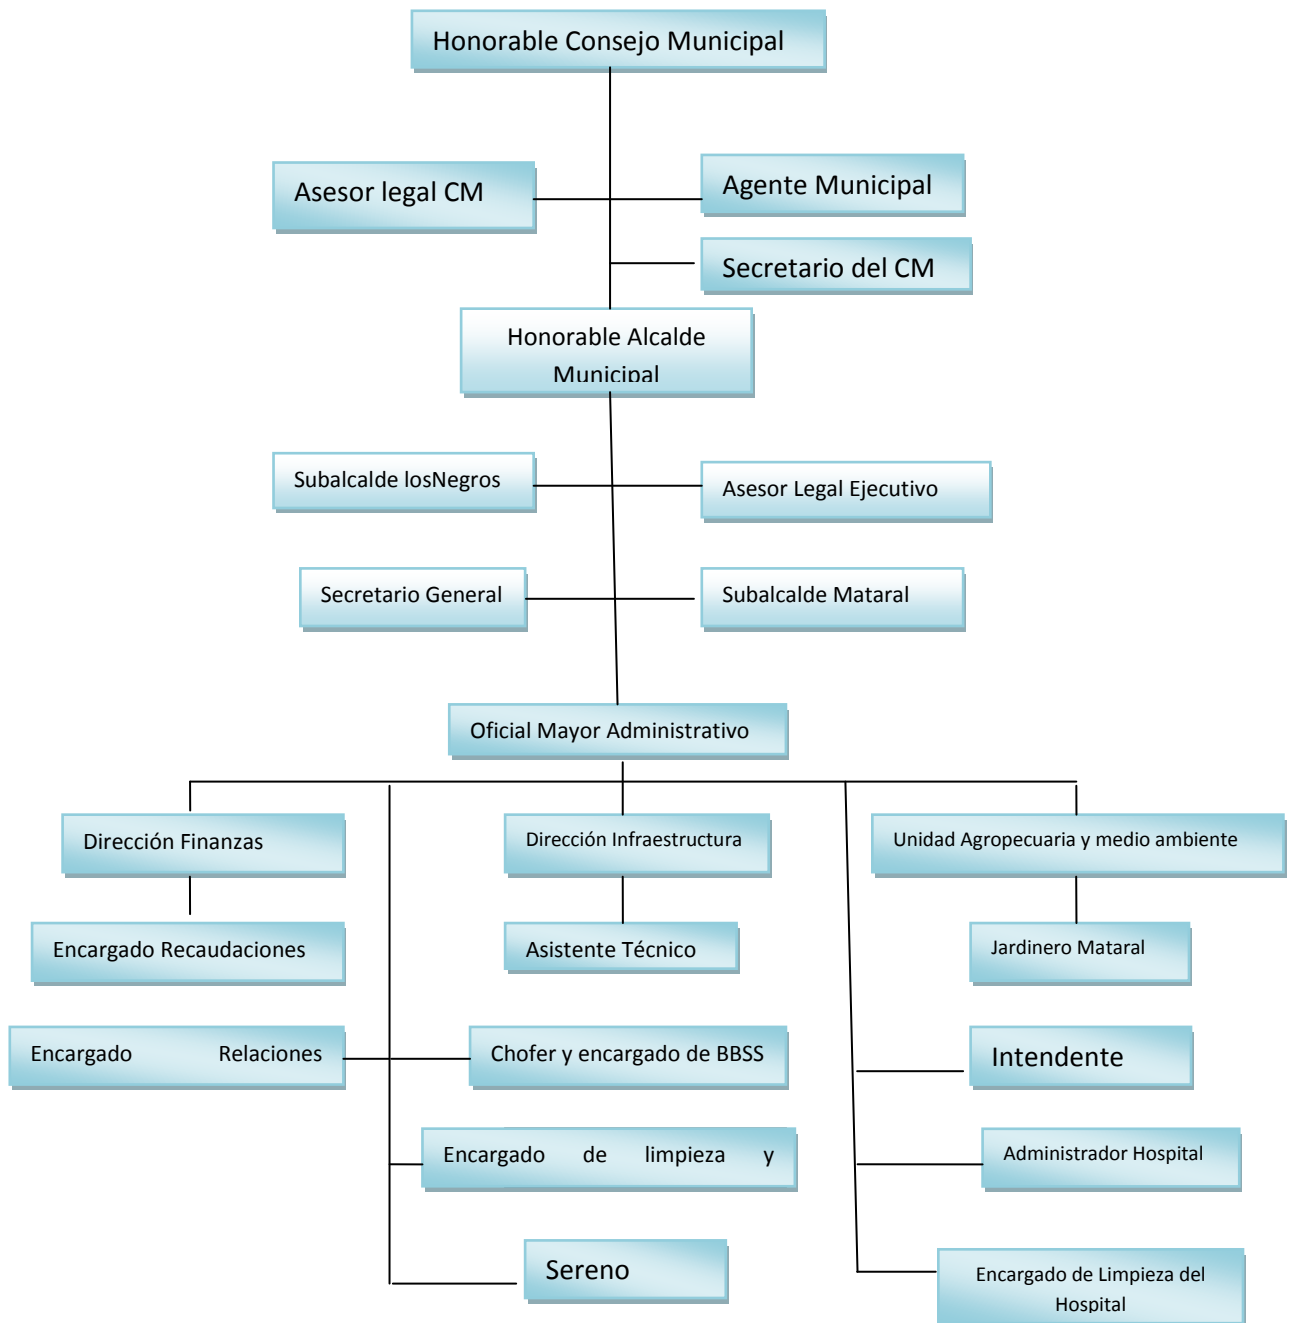 Honorable Consejo Municipal
Asesor legal CM
Agente Municipal
Secretario del CM
Honorable Alcalde
Municipal
Subalcalde losNegros
Asesor Legal Ejecutivo
Secretario General
Subalcalde Mataral
Oficial Mayor Administrativo
Dirección Finanzas
Dirección Infraestructura
Unidad Agropecuaria y medio ambiente
Encargado Recaudaciones
Asistente Técnico
Jardinero Mataral
Encargado Relaciones
Chofer y encargado de BBSS
Intendente
Encargado de limpieza y
Administrador Hospital
Sereno
Encargado de Limpieza del
Hospital